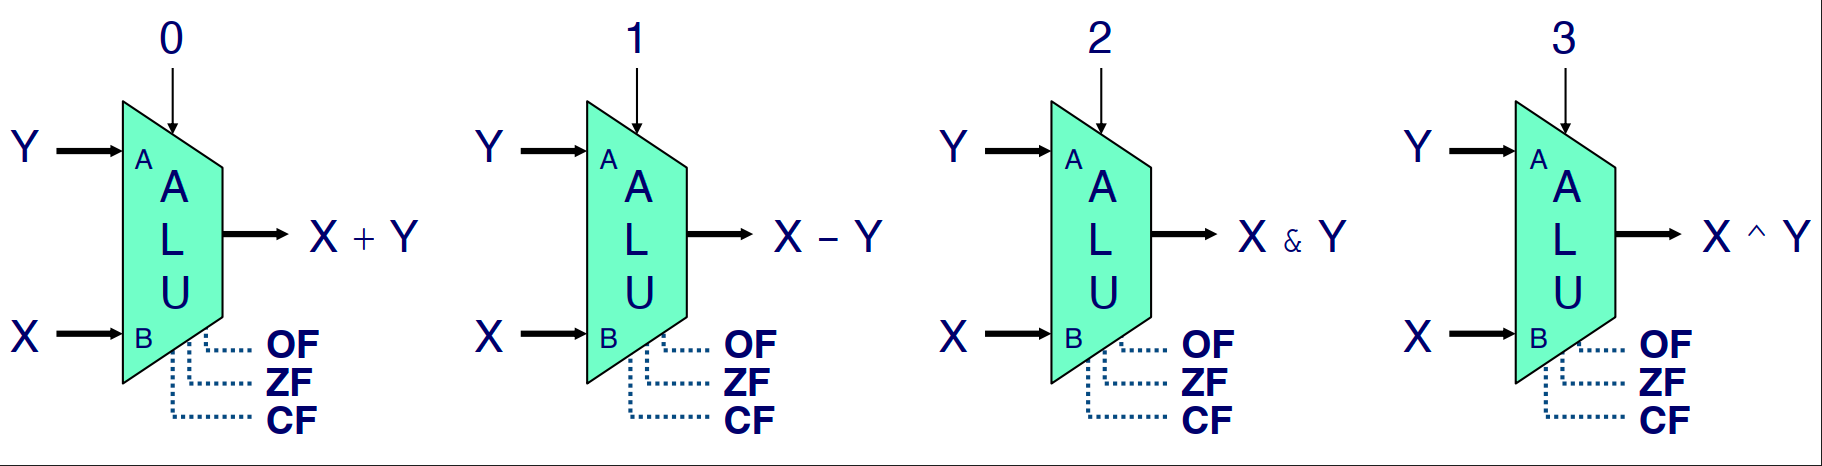 0
Y
A
A
L
U
X + Y
X
B
OF
ZF
CF
1
Y
A
A
L
U
X – Y
X
B
OF
ZF
CF
2
Y
A
A
L
U
X & Y
X
B
OF
ZF
CF
3
Y
A
A
L
U
X ^ Y
X
B
OF
ZF
CF